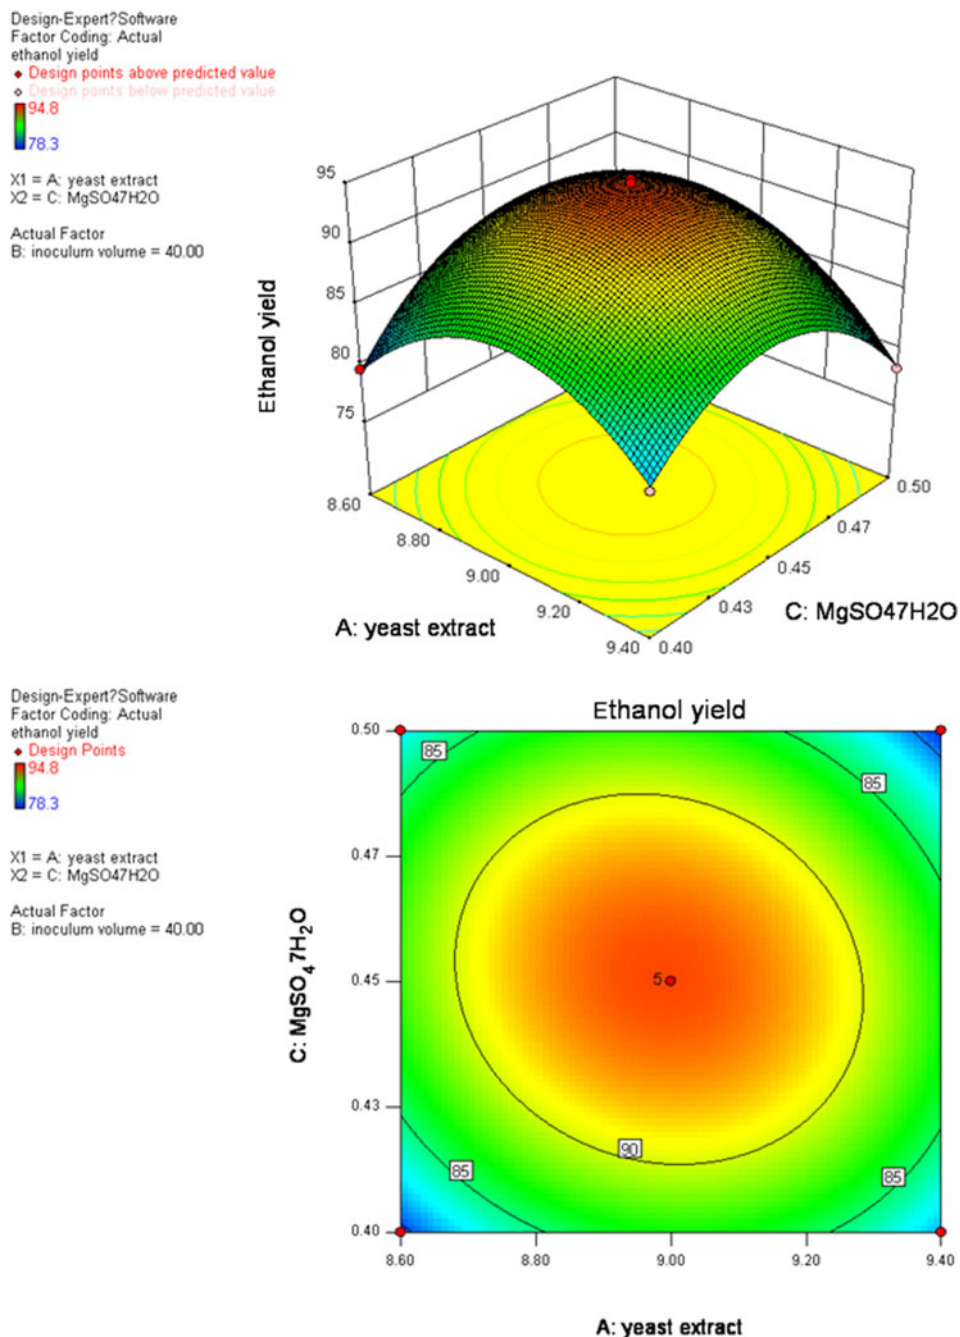 Design-Expert?Software
Factor Coding: Actual
ethanol yield
Design points above predicted value
Design points below predicted value
94.8
78.3
X1 = A: yeast extract
X2 = C: MgSO47H2O
Actual Factor
B: inoculum volume = 40.00
Ethanol yield
95
90
85
80
75
8.60
8.80
9.00
9.20
9.40
0.40
0.43
0.45
0.47
0.50
A: yeast extract
C: MgSO47H2O
Design-Expert?Software
Factor Coding: Actual
ethanol yield
Design Points
94.8
78.3
X1 = A: yeast extract
X2 = C: MgSO47H2O
Actual Factor
B: inoculum volume = 40.00
Ethanol yield
C: MgSO₄ 7H₂O
0.50
0.47
0.45
0.43
0.40
85
85
5
90
85
85
8.60
8.80
9.00
9.20
9.40
A: yeast extract